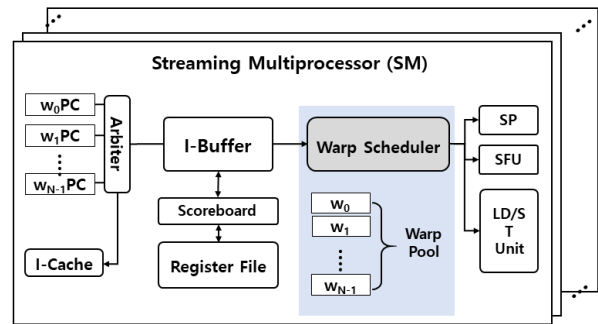 Streaming Multiprocessor (SM)
w0PC
w1PC
wN-1PC
Arbiter
I-Cache
I-Buffer
Scoreboard
Register File
Warp Scheduler
w0
w1
wN-1
Warp
Pool
SP
SFU
LD/S
T
Unit